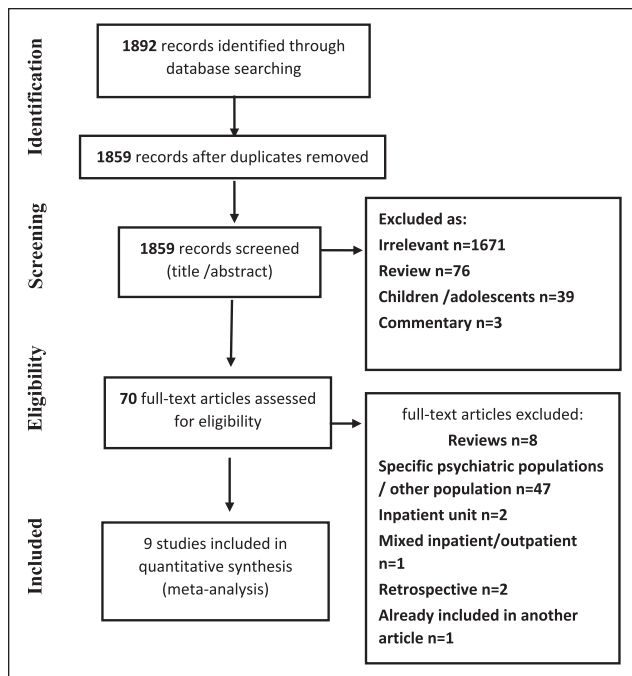 Identification
1892 records identified through
database searching
1859 records after duplicates removed
Screening
1859 records screened
(title /abstract)
Excluded as:
Irrelevant n=1671
Review n=76
Children /adolescents n=39
Commentary n=3
Eligibility
70 full-text articles assessed
for eligibility
full-text articles excluded:
Reviews n=8
Specific psychiatric populations
/ other population n=47
Inpatient unit n=2
Mixed inpatient/outpatient
n=1
Retrospective n=2
Already included in another
article n=1
Included
9 studies included in
quantitative synthesis
(meta-analysis)